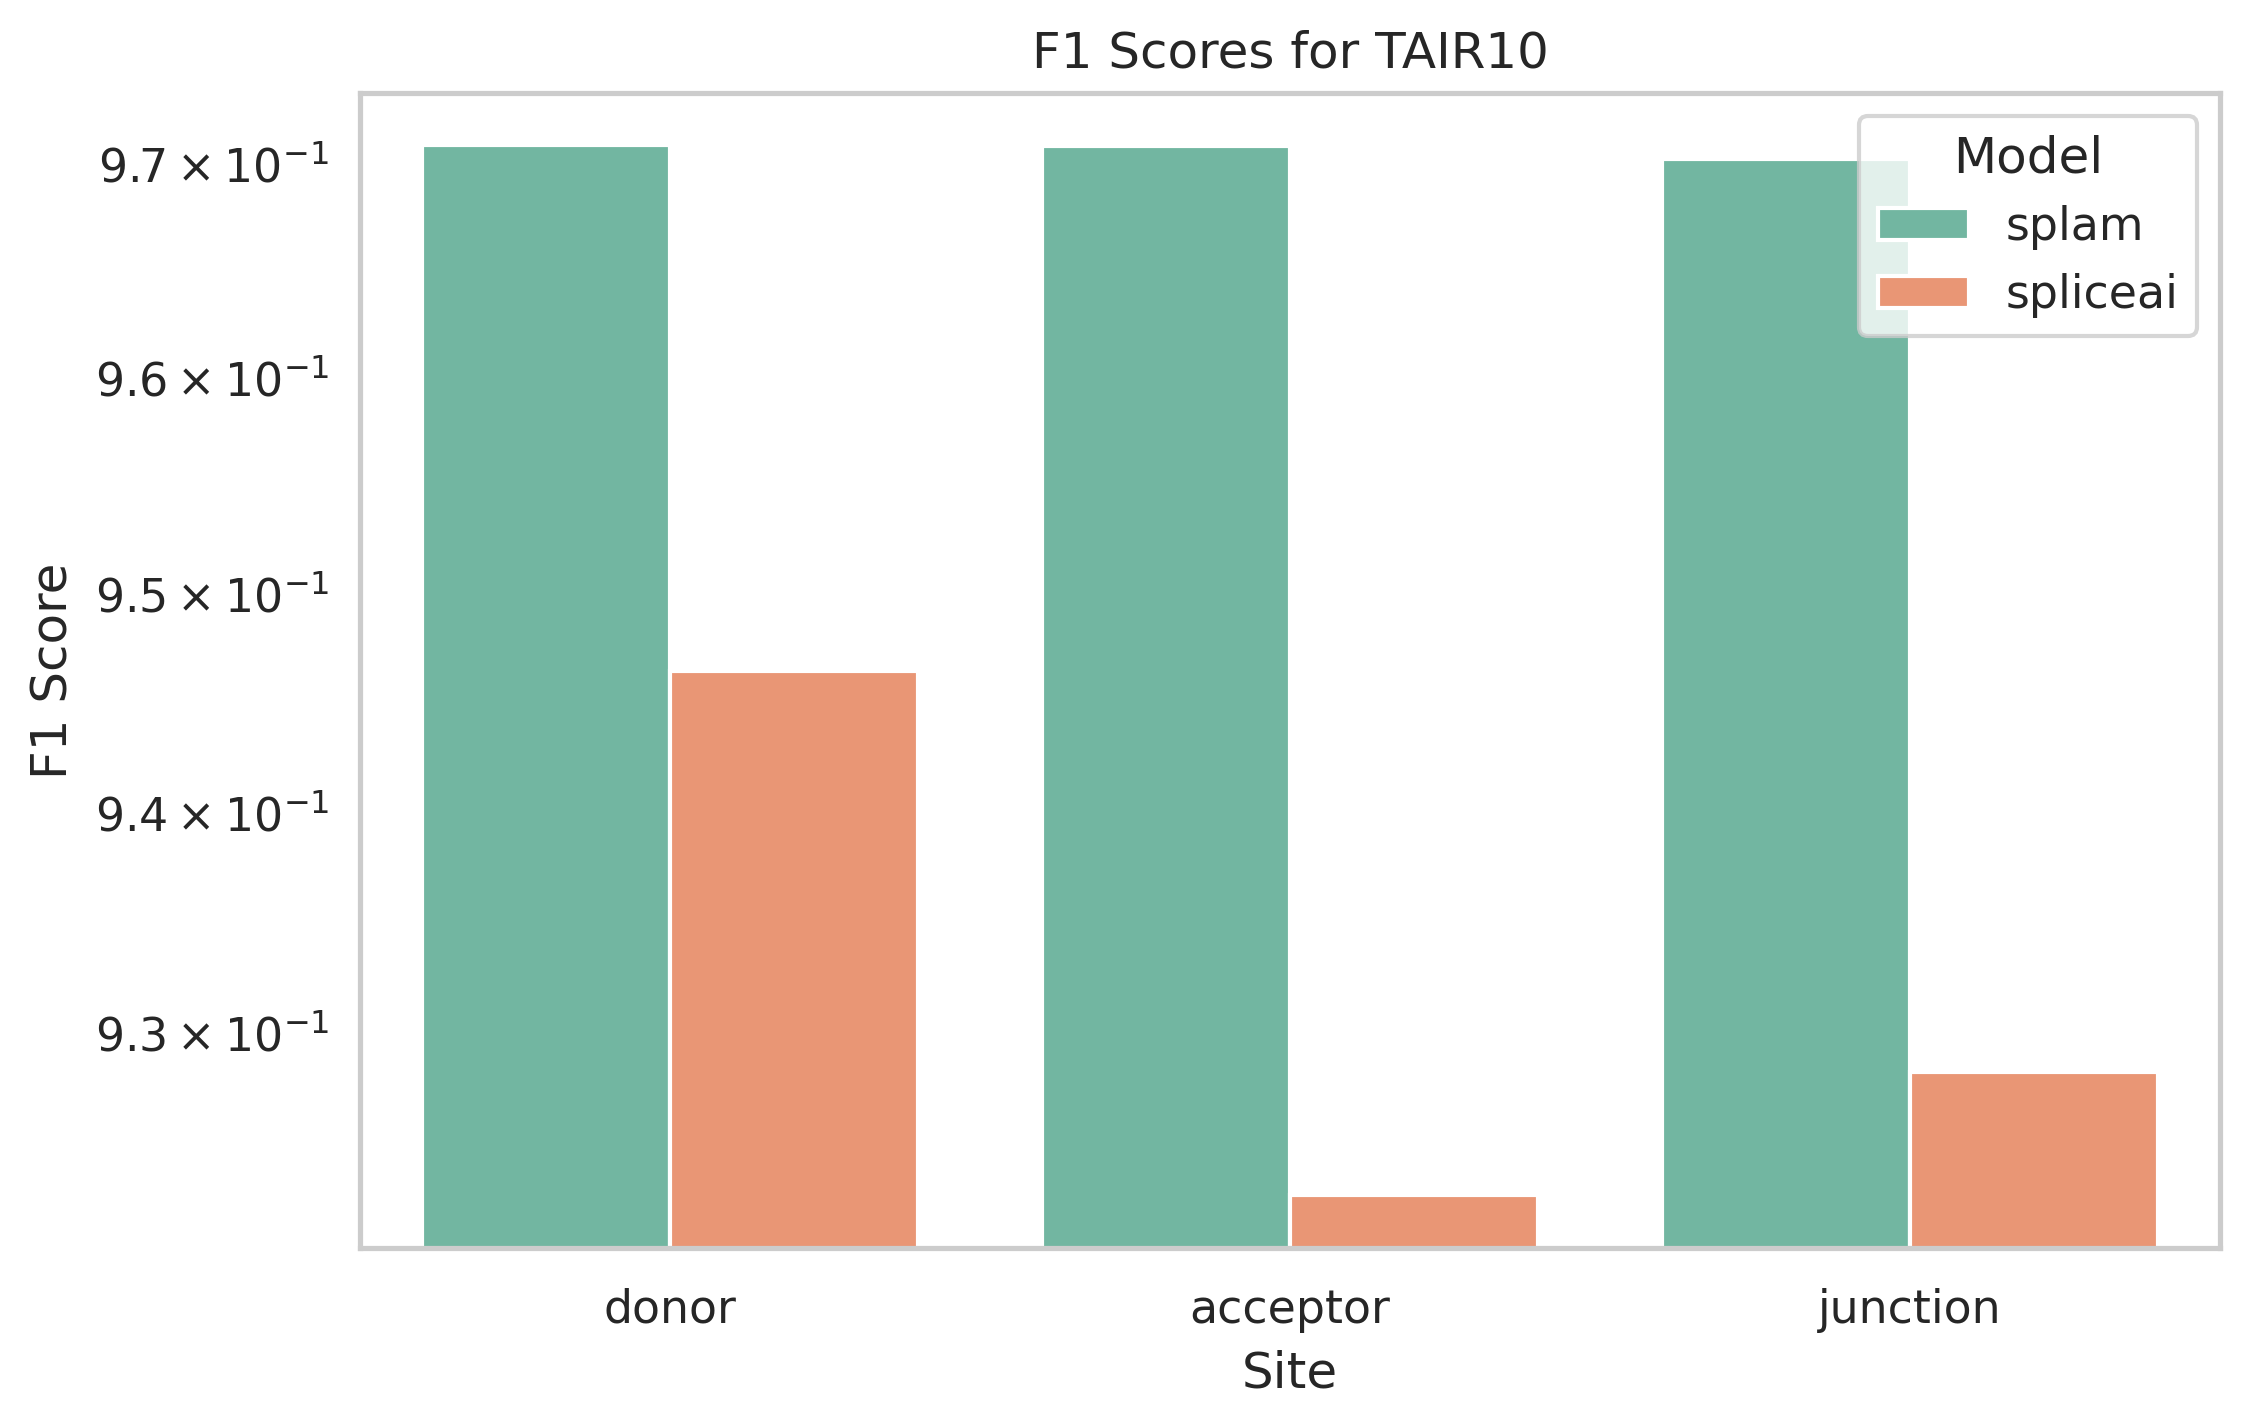 F1 Scores for TAIR10
Model
splam
spliceai
9.7 × 10⁻¹
9.6 × 10⁻¹
9.5 × 10⁻¹
9.4 × 10⁻¹
9.3 × 10⁻¹
F1 Score
donor acceptor junction
Site